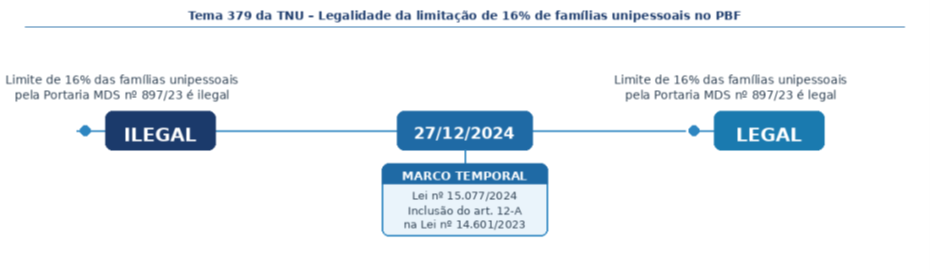 Tema 379 da TNU – Legalidade da limitação de 16% de famílias unipessoais no PBF
Limite de 16% das famílias unipessoais
pela Portaria MDS nº 897/23 é ilegal
ILEGAL
27/12/2024
MARCO TEMPORAL
Lei nº 15.077/2024
Inclusão do art. 12-A
na Lei nº 14.601/2023
Limite de 16% das famílias unipessoais
pela Portaria MDS nº 897/23 é legal
LEGAL